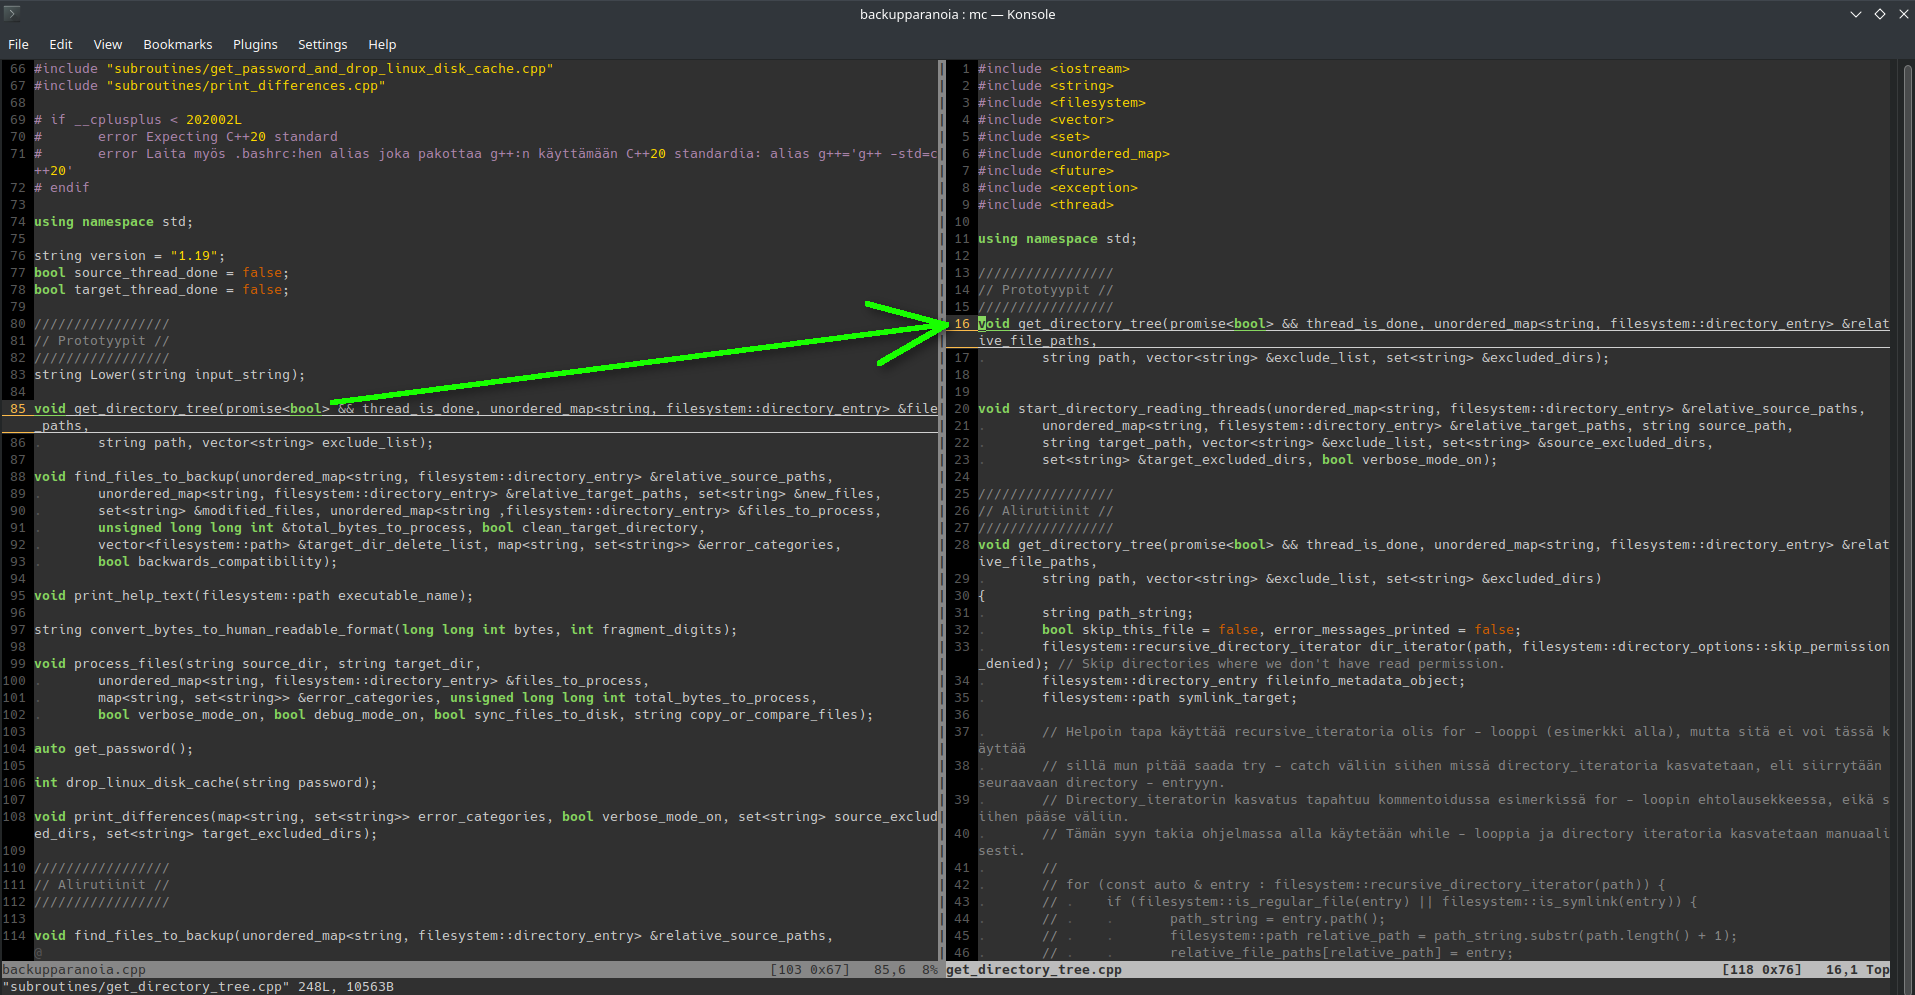 backupparanoia : mc — Konsole
File Edit View Bookmarks Plugins Settings Help
66 #include "subroutines/get_password_and_drop_linux_disk_cache.cpp"
67 #include "subroutines/print_differences.cpp"
68
69 # if __cplusplus < 202002L
70 #       error Expecting C++20 standard
71 #       error Laita myös .bashrc:hen alias joka pakottaa g++:n käyttämään C++20 standardia: alias g++='g++ -std=c
++20'
72 # endif
73
74 using namespace std;
75
76 string version = "1.19";
77 bool source_thread_done = false;
78 bool target_thread_done = false;
79
80 /////////////////
81 // Prototyypit //
82 /////////////////
83 string Lower(string input_string);
84
85 void get_directory_tree(promise<bool> && thread_is_done, unordered_map<string, filesystem::directory_entry> &file
_paths,
86 .       string path, vector<string> exclude_list);
87
88 void find_files_to_backup(unordered_map<string, filesystem::directory_entry> &relative_source_paths,
89 .       unordered_map<string, filesystem::directory_entry> &relative_target_paths, set<string> &new_files,
90 .       set<string> &modified_files, unordered_map<string ,filesystem::directory_entry> &files_to_process,
91 .       unsigned long long int &total_bytes_to_process, bool clean_target_directory,
92 .       vector<filesystem::path> &target_dir_delete_list, map<string, set<string>> &error_categories,
93 .       bool backwards_compatibility);
94
95 void print_help_text(filesystem::path executable_name);
96
97 string convert_bytes_to_human_readable_format(long long int bytes, int fragment_digits);
98
99 void process_files(string source_dir, string target_dir,
100 .       unordered_map<string, filesystem::directory_entry> &files_to_process,
101 .       map<string, set<string>> &error_categories, unsigned long long int total_bytes_to_process,
102 .       bool verbose_mode_on, bool debug_mode_on, bool sync_files_to_disk, string copy_or_compare_files);
103
104 auto get_password();
105
106 int drop_linux_disk_cache(string password);
107
108 void print_differences(map<string, set<string>> error_categories, bool verbose_mode_on, set<string> source_exclud
ed_dirs, set<string> target_excluded_dirs);
109
110 /////////////////
111 // Alirutiinit //
112 /////////////////
113
114 void find_files_to_backup(unordered_map<string, filesystem::directory_entry> &relative_source_paths,
@
backupparanoia.cpp [103 0x67] 85,6 8%
1 #include <iostream>
2 #include <string>
3 #include <filesystem>
4 #include <vector>
5 #include <set>
6 #include <unordered_map>
7 #include <future>
8 #include <exception>
9 #include <thread>
10
11 using namespace std;
12
13 /////////////////
14 // Prototyypit //
15 /////////////////
16 void get_directory_tree(promise<bool> && thread_is_done, unordered_map<string, filesystem::directory_entry> &relat
ive_file_paths,
17 .       string path, vector<string> &exclude_list, set<string> &excluded_dirs);
18
19
20 void start_directory_reading_threads(unordered_map<string, filesystem::directory_entry> &relative_source_paths,
21 .       unordered_map<string, filesystem::directory_entry> &relative_target_paths, string source_path,
22 .       string target_path, vector<string> &exclude_list, set<string> &source_excluded_dirs,
23 .       set<string> &target_excluded_dirs, bool verbose_mode_on);
24
25 /////////////////
26 // Alirutiinit //
27 /////////////////
28 void get_directory_tree(promise<bool> && thread_is_done, unordered_map<string, filesystem::directory_entry> &relat
ive_file_paths,
29 .       string path, vector<string> &exclude_list, set<string> &excluded_dirs)
30 {
31 .       string path_string;
32 .       bool skip_this_file = false, error_messages_printed = false;
33 .       filesystem::recursive_directory_iterator dir_iterator(path, filesystem::directory_options::skip_permission
_denied); // Skip directories where we don't have read permission.
34 .       filesystem::directory_entry fileinfo_metadata_object;
35 .       filesystem::path symlink_target;
36
37 .       // Helpoin tapa käyttää recursive_iteratoria olis for - looppi (esimerkki alla), mutta sitä ei voi tässä k
äyttää
38 .       // sillä mun pitää saada try - catch väliin siihen missä directory_iteratoria kasvatetaan, eli siirrytään
seuraavaan directory - entryyn.
39 .       // Directory_iteratorin kasvatus tapahtuu kommentoidussa esimerkissä for - loopin ehtolausekkeessa, eikä s
iihen pääse väliin.
40 .       // Tämän syyn takia ohjelmassa alla käytetään while - looppia ja directory iteratoria kasvatetaan manuaali
sesti.
41 .       //
42 .       // for (const auto & entry : filesystem::recursive_directory_iterator(path)) {
43 .       // .    if (filesystem::is_regular_file(entry) || filesystem::is_symlink(entry)) {
44 .       // .    .       path_string = entry.path();
45 .       // .    .       filesystem::path relative_path = path_string.substr(path.length() + 1);
46 .       // .    .       relative_file_paths[relative_path] = entry;
get_directory_tree.cpp [118 0x76] 16,1 Top
"subroutines/get_directory_tree.cpp" 248L, 10563B